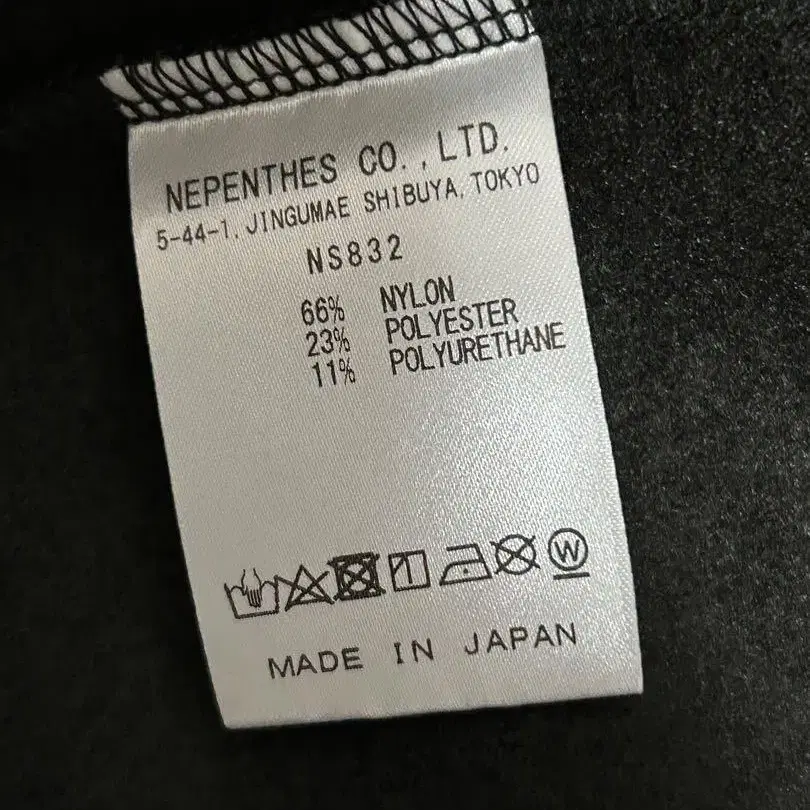 NEPENTHES CO., LTD.
5-44-1, JINGUMAE SHIBUYA, TOKYO
NS832
66% NYLON
23% POLYESTER
11% POLYURETHANE
W
MADE IN JAPAN